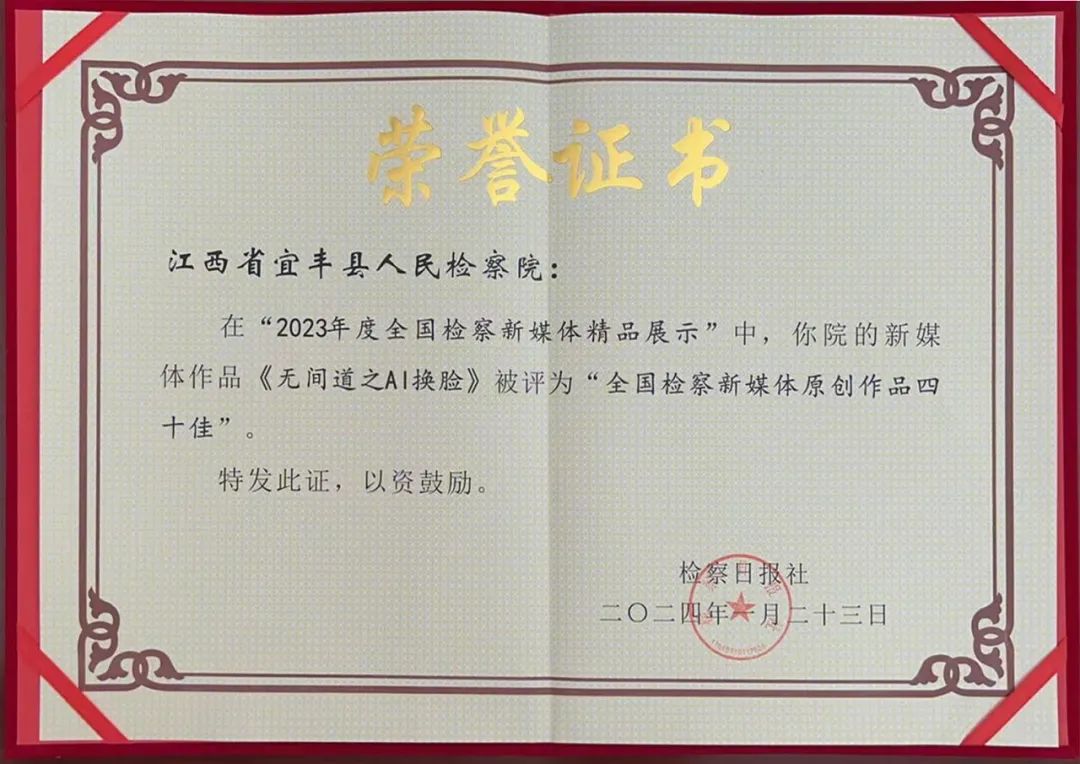 荣誉证书
江西省宜丰县人民检察院：
在“2023年度全国检察新媒体精品展示”中，你院的新媒
体作品《无间道之AI换脸》被评为“全国检察新媒体原创作品四
十佳”。
特发此证，以资鼓励。
检察日报社
二〇二四年一月二十三日